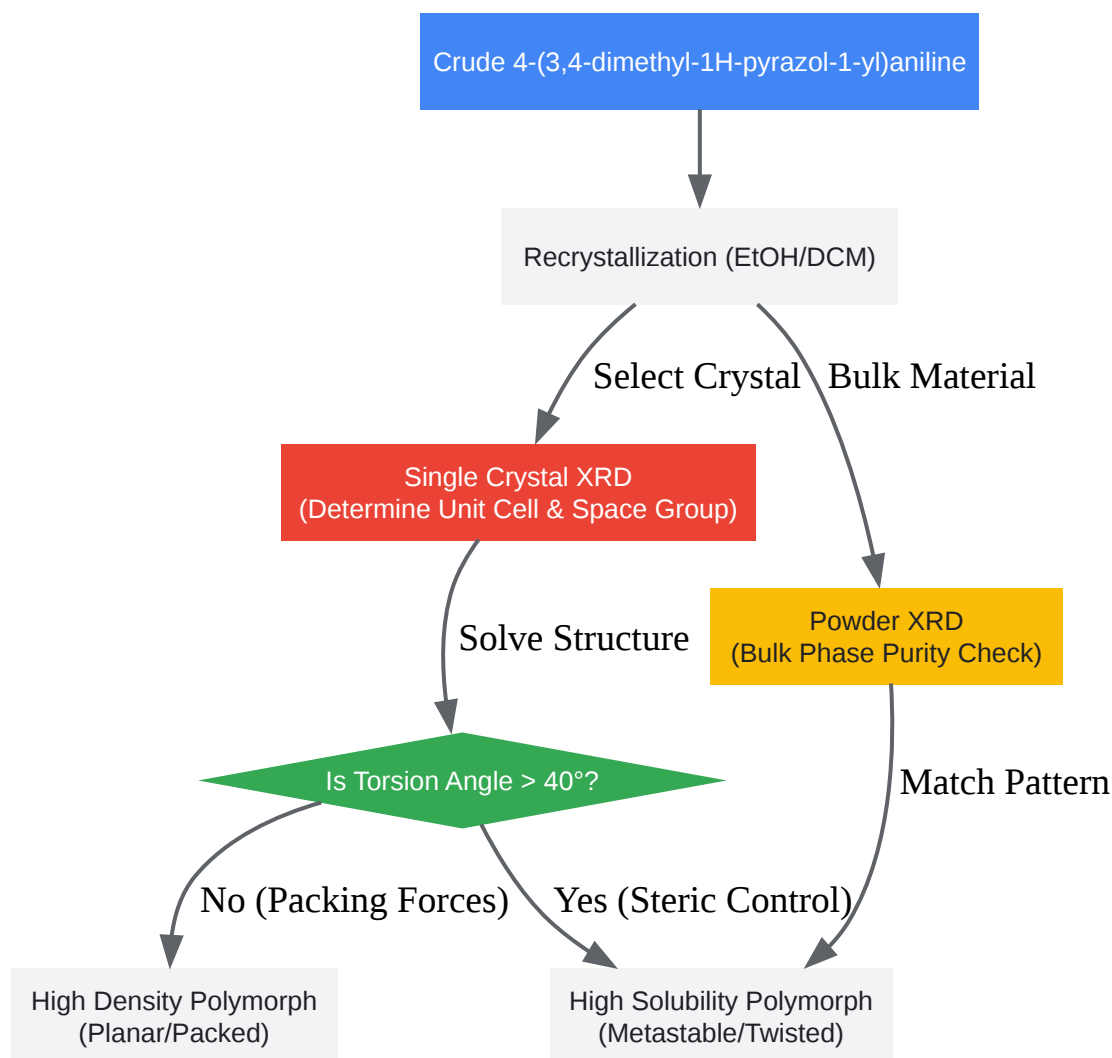 Crude 4-(3,4-dimethyl-1H-pyrazol-1-yl)aniline
Recrystallization (EtOH/DCM)
Select Crystal
Bulk Material
Single Crystal XRD
(Determine Unit Cell & Space Group)
Powder XRD
(Bulk Phase Purity Check)
Solve Structure
Is Torsion Angle > 40°?
Match Pattern
No (Packing Forces)
Yes (Steric Control)
High Density Polymorph
(Planar/Packed)
High Solubility Polymorph
(Metastable/Twisted)